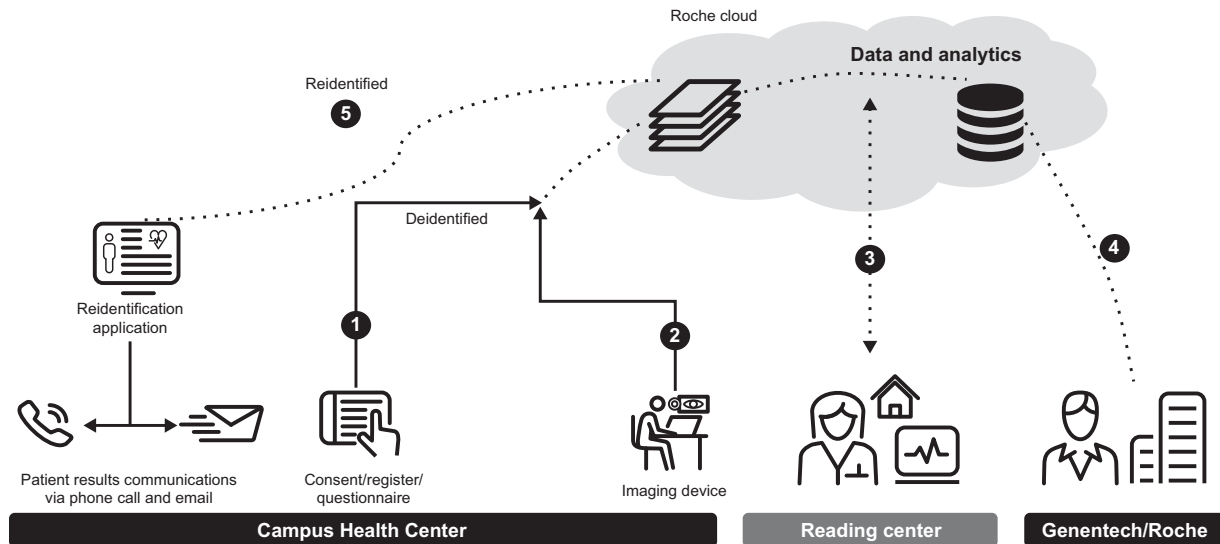 Roche cloud
Data and analytics
Reidentified
5
Deidentified
4
3
Reidentification
application
1
2
Patient results communications
via phone call and email
Consent/register/
questionnaire
Imaging device
Campus Health Center
Reading center
Genentech/Roche